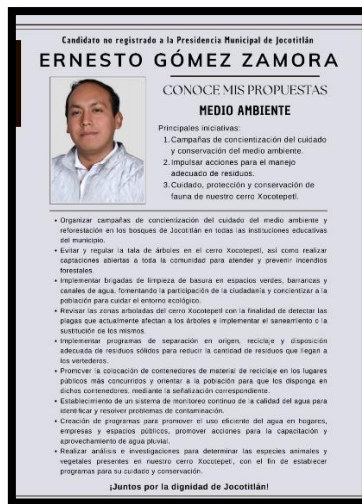 Candidato no registrado a la Presidencia Municipal de Jocotitlán
ERNESTO GÓMEZ ZAMORA
CONOCE MIS PROPUESTAS
MEDIO AMBIENTE
Principales iniciativas:
1. Campañas de concientización del cuidado
y conservación del medio ambiente.
2. Impulsar acciones para el manejo
adecuado de residuos.
3. Cuidado, protección y conservación de
fauna de nuestro cerro Xocotepetl.
• Organizar campañas de concientización del cuidado del medio ambiente y
reforestación en los bosques de Jocotitlán en todas las instituciones educativas
del municipio.
• Evitar y regular la tala de árboles en el cerro Xocotepetl, así como realizar
captaciones abiertas a toda la comunidad para atender y prevenir incendios
forestales.
• Implementar brigadas de limpieza de basura en espacios verdes, barrancas y
canales de agua, fomentando la participación de la ciudadanía y concientizar a la
población para cuidar el entorno ecológico.
• Revisar las zonas arboladas del cerro Xocotepetl con la finalidad de detectar las
plagas que actualmente afectan a los árboles e implementar el saneamiento o la
sustitución de los mismos.
• Implementar programas de separación en origen, reciclaje y disposición
adecuada de residuos sólidos para reducir la cantidad de residuos que llegan a
los vertederos.
• Promover la colocación de contenedores de material de reciclaje en los lugares
públicos más concurridos y orientar a la población para que los disponga en
dichos contenedores, mediante la señalización correspondiente.
• Establecimiento de un sistema de monitoreo continuo de la calidad del agua para
identificar y resolver problemas de contaminación.
• Creación de programas para promover el uso eficiente del agua en hogares,
empresas y espacios públicos, promover acciones para la capacitación y
aprovechamiento de agua pluvial.
• Realizar análisis e investigaciones para determinar las especies animales y
vegetales presentes en nuestro cerro Xocotepetl, con el fin de establecer
programas para su cuidado y conservación.
¡Juntos por la dignidad de Jocotitlán!